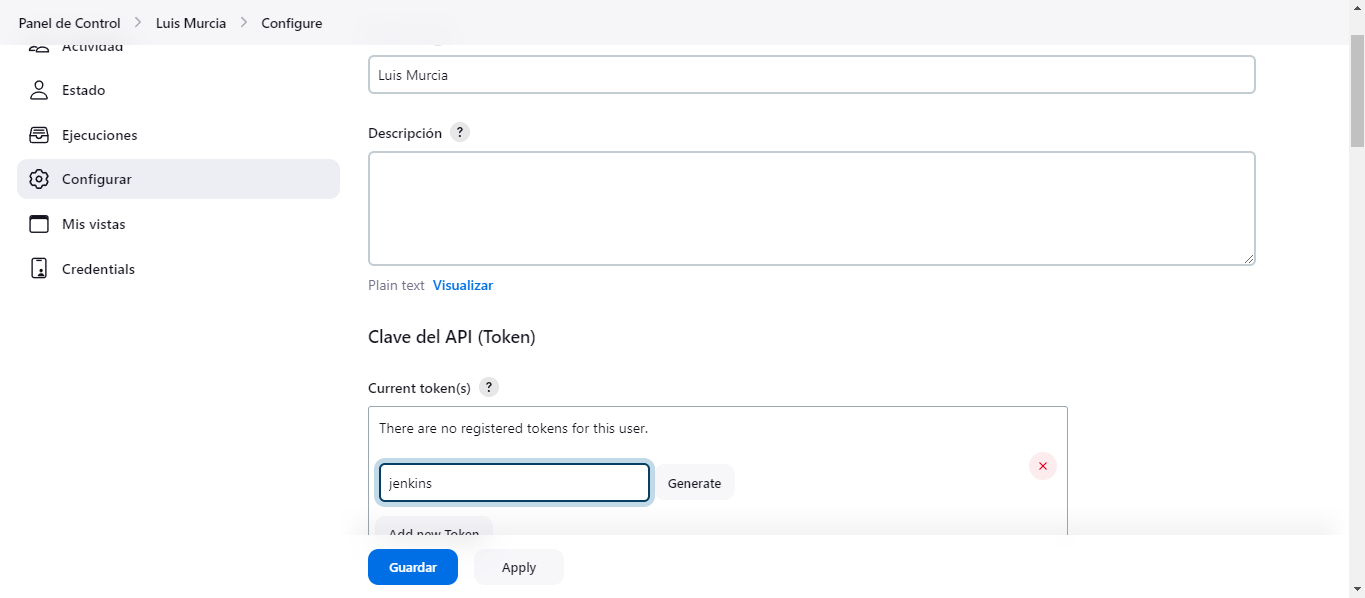 Panel de Control > Luis Murcia > Configure
Actividad
Estado
Ejecuciones
Configurar
Mis vistas
Credentials
Luis Murcia
Descripción ?
Plain text Visualizar
Clave del API (Token)
Current token(s) ?
There are no registered tokens for this user.
jenkins
Generate
Add new Token
Guardar
Apply